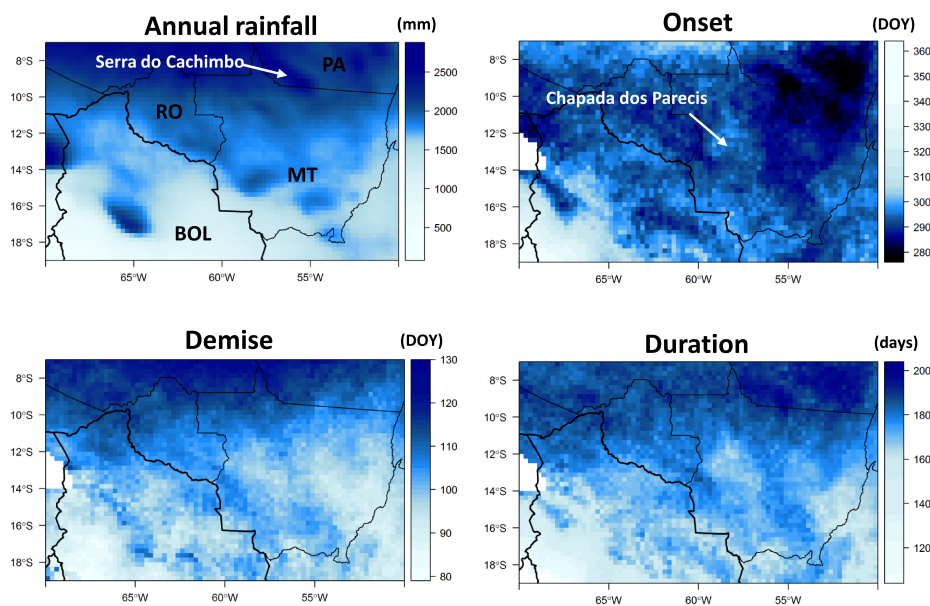 Annual rainfall (mm)
Serra do Cachimbo
PA
RO
MT
BOL
8°S
10°S
12°S
14°S
16°S
18°S
65°W 60°W 55°W
2500
2000
1500
1000
500
Onset (DOY)
Chapada dos Parecis
8°S
10°S
12°S
14°S
16°S
18°S
65°W 60°W 55°W
360
350
340
330
320
310
300
290
280
Demise (DOY)
8°S
10°S
12°S
14°S
16°S
18°S
65°W 60°W 55°W
130
120
110
100
90
80
Duration (days)
8°S
10°S
12°S
14°S
16°S
18°S
65°W 60°W 55°W
200
180
160
140
120